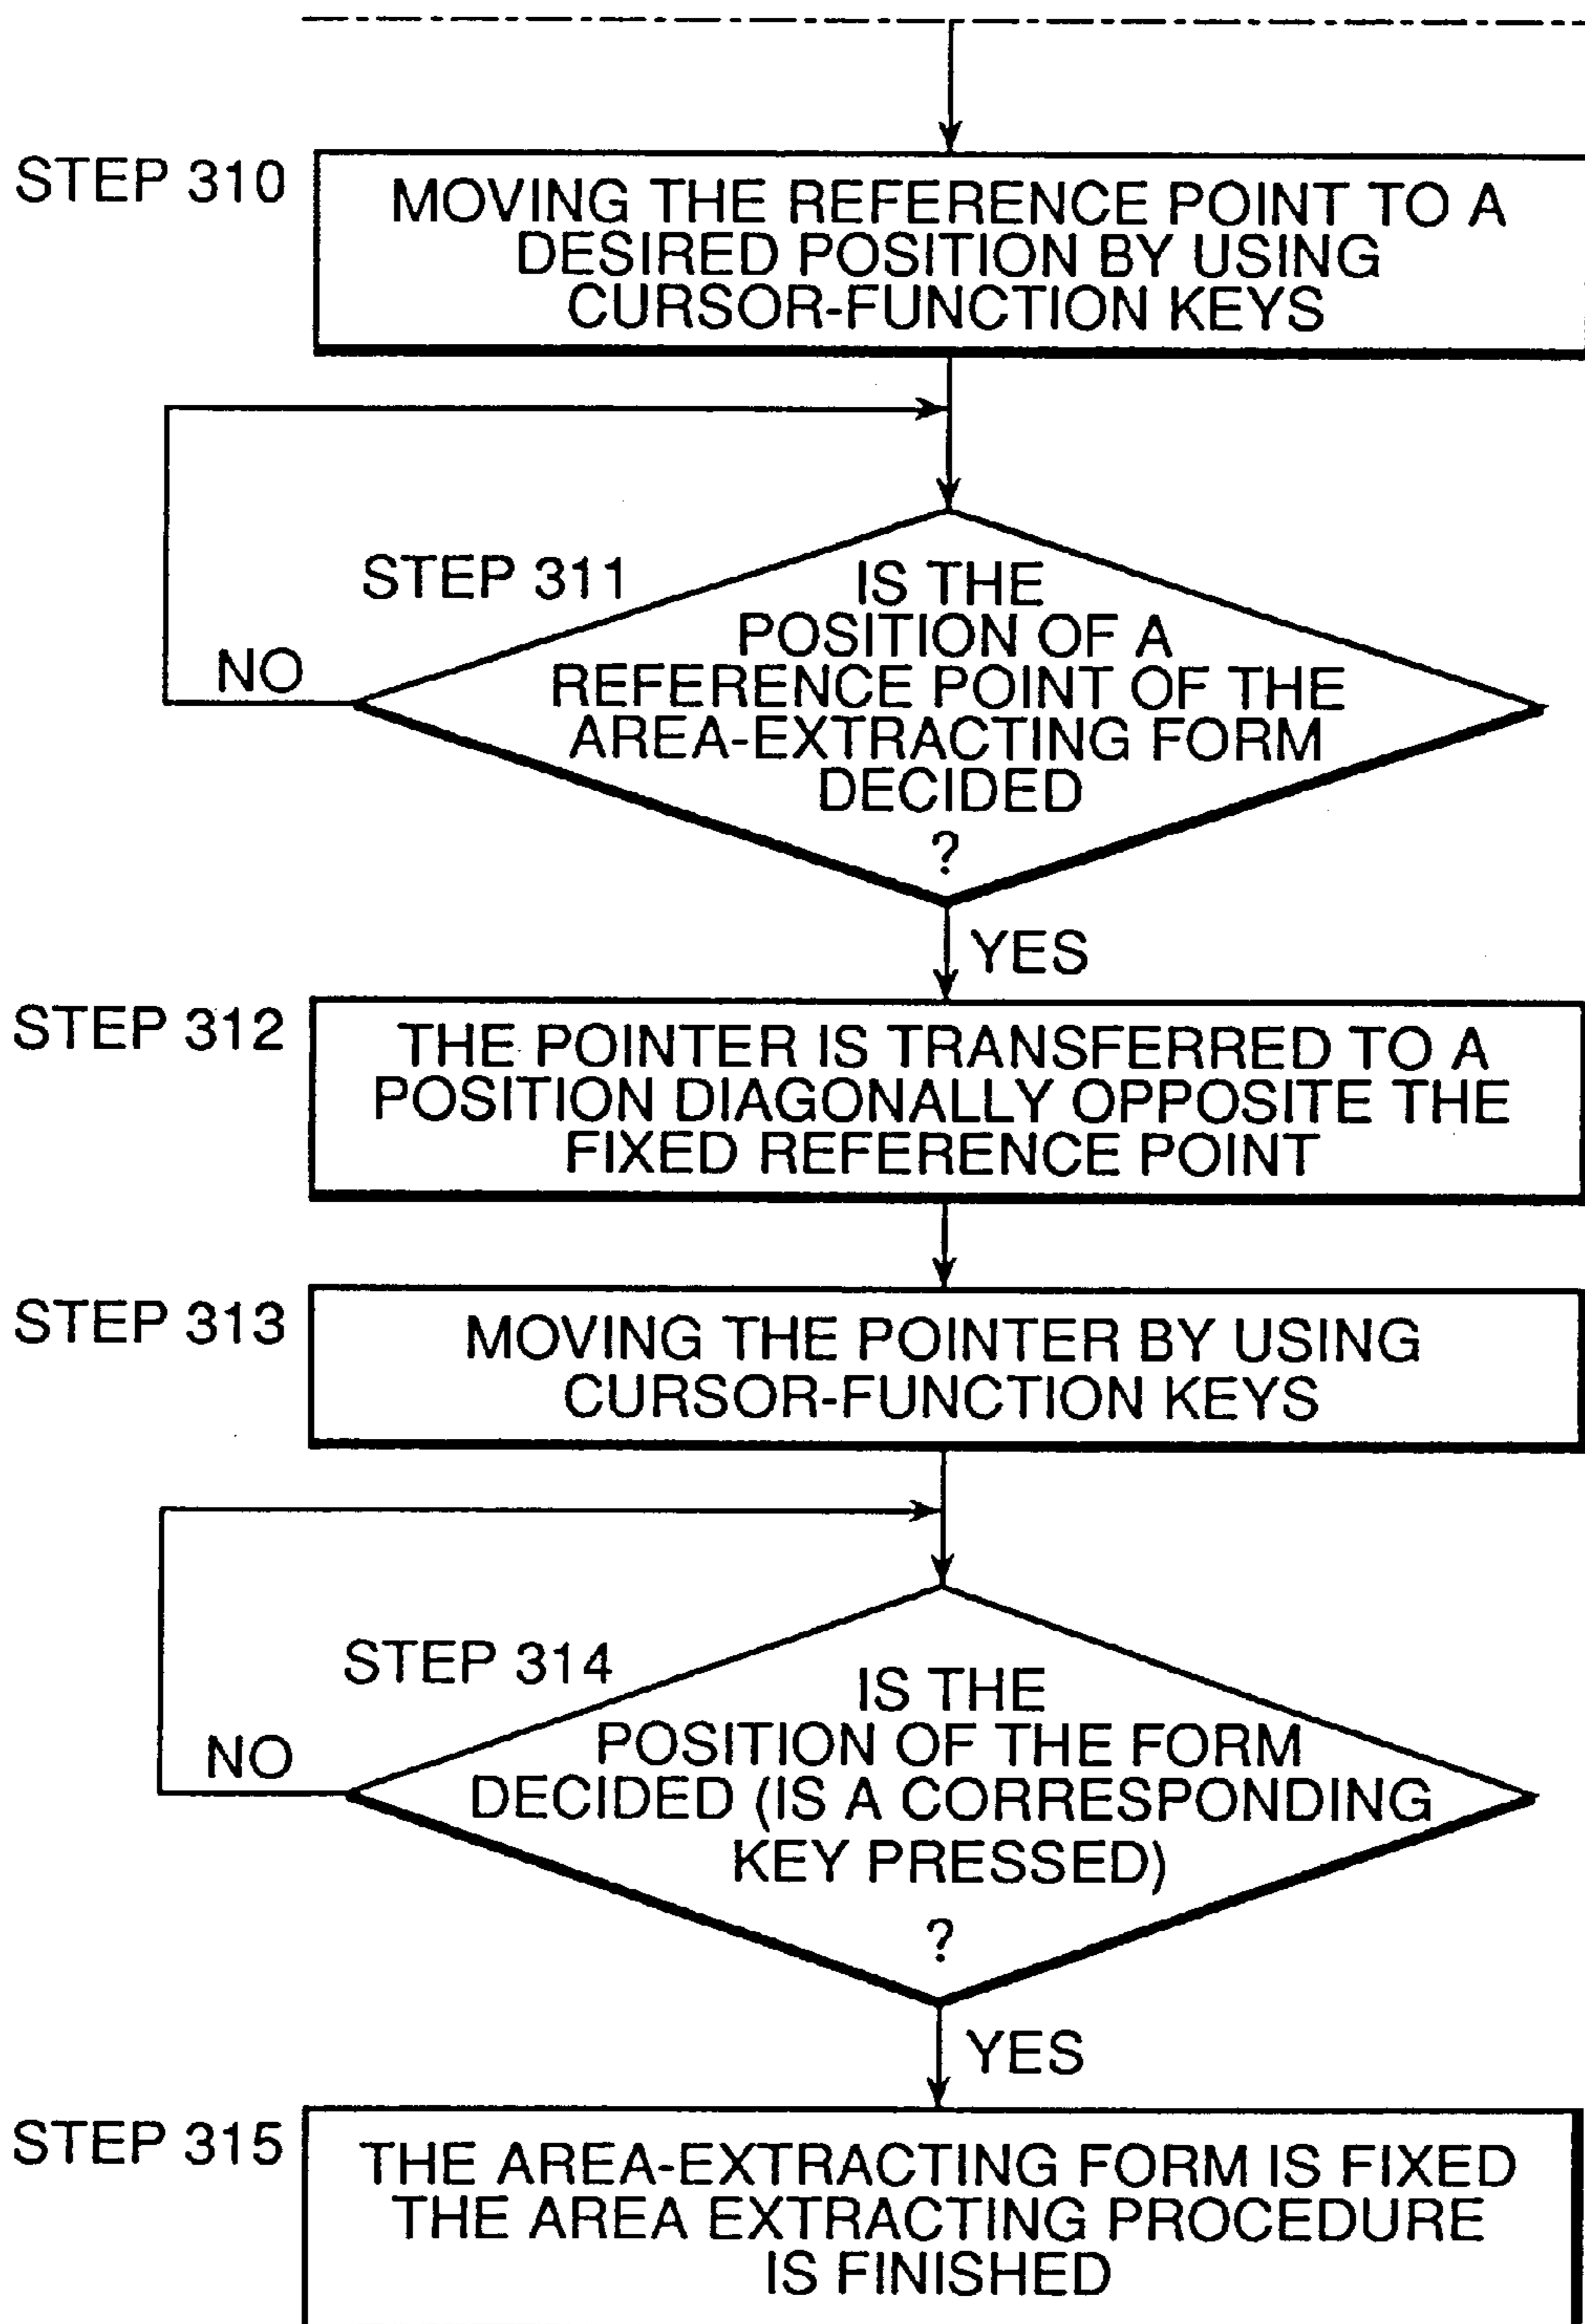 STEP 310
MOVING THE REFERENCE POINT TO A
DESIRED POSITION BY USING
CURSOR-FUNCTION KEYS
STEP 311
IS THE
POSITION OF A
REFERENCE POINT OF THE
AREA-EXTRACTING FORM
DECIDED
?
NO
YES
STEP 312
THE POINTER IS TRANSFERRED TO A
POSITION DIAGONALLY OPPOSITE THE
FIXED REFERENCE POINT
STEP 313
MOVING THE POINTER BY USING
CURSOR-FUNCTION KEYS
STEP 314
IS THE
POSITION OF THE FORM
DECIDED (IS A CORRESPONDING
KEY PRESSED)
?
NO
YES
STEP 315
THE AREA-EXTRACTING FORM IS FIXED
THE AREA EXTRACTING PROCEDURE
IS FINISHED